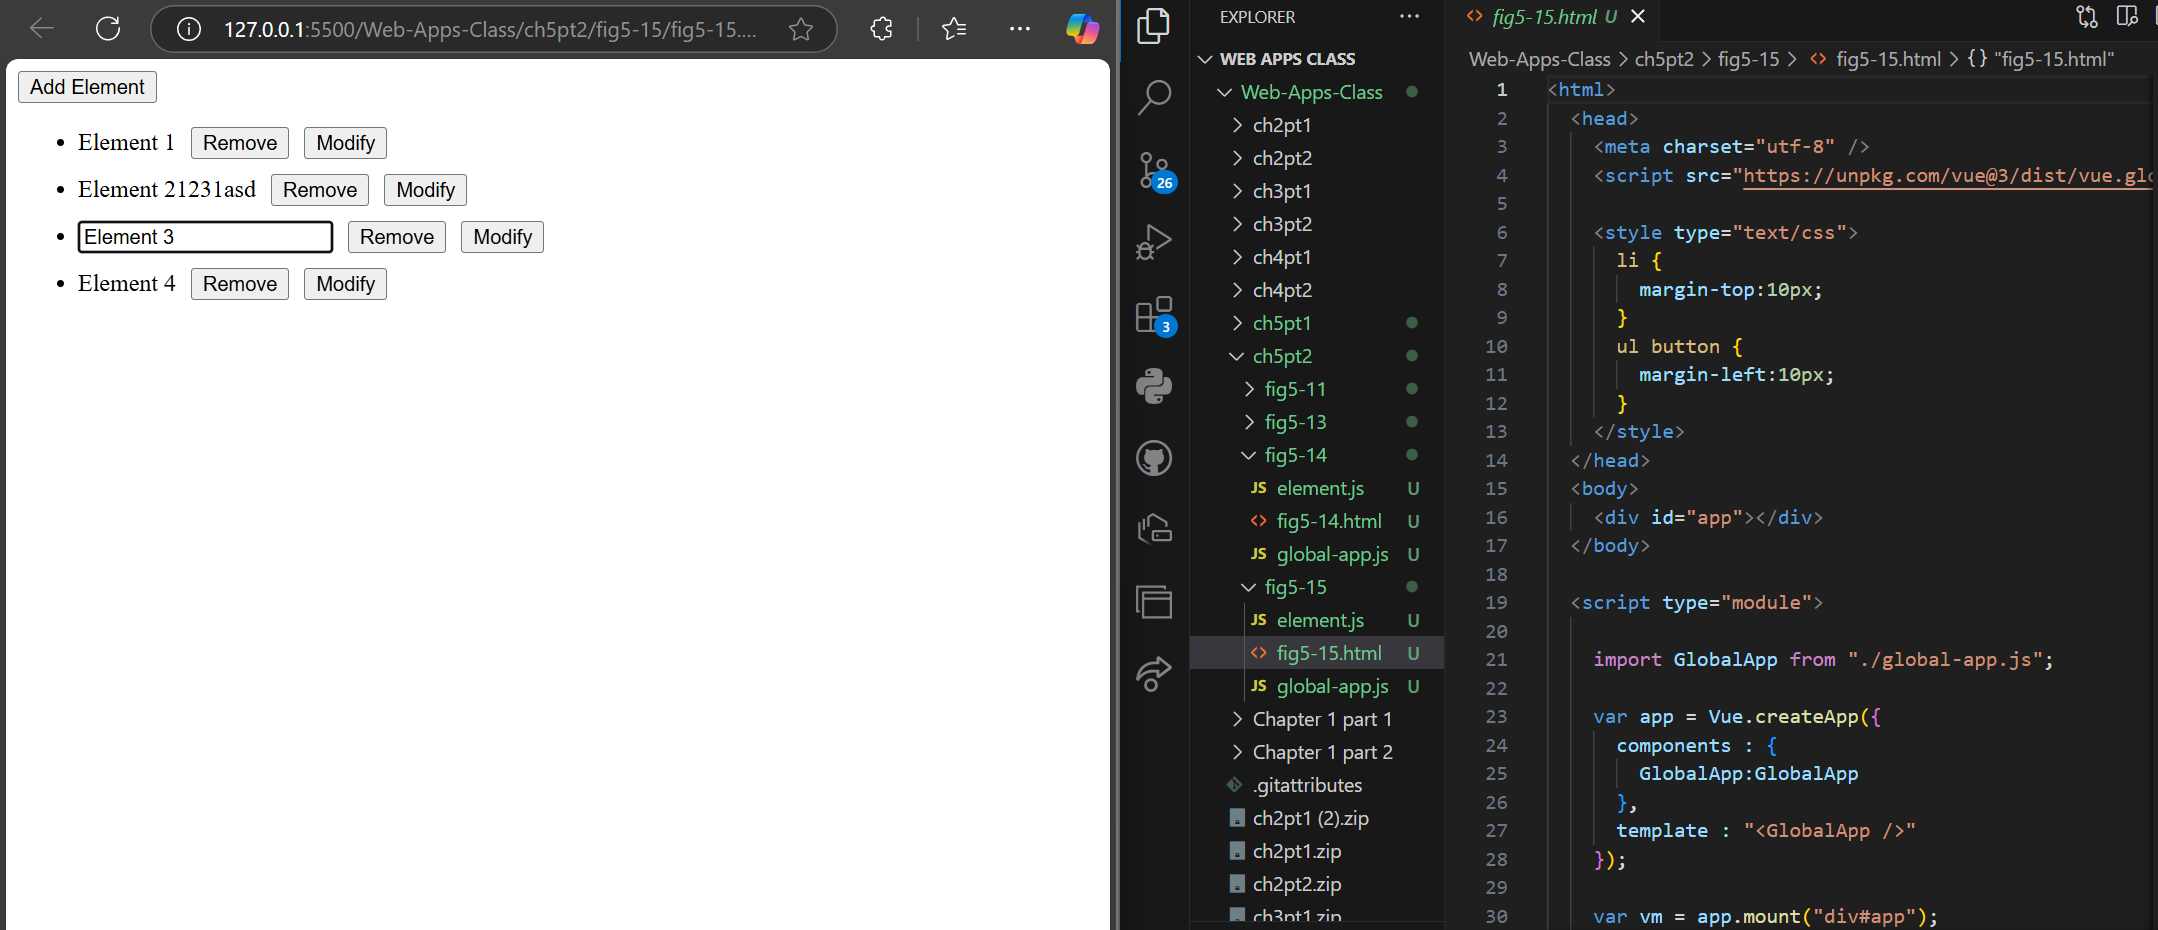 127.0.0.1:5500/Web-Apps-Class/ch5pt2/fig5-15/fig5-15....
Add Element
Element 1 Remove Modify
Element 21231asd Remove Modify
Element 3 Remove Modify
Element 4 Remove Modify
26
3
EXPLORER
WEB APPS CLASS
Web-Apps-Class
ch2pt1
ch2pt2
ch3pt1
ch3pt2
ch4pt1
ch4pt2
ch5pt1
ch5pt2
fig5-11
fig5-13
fig5-14
JS element.js U
<> fig5-14.html U
JS global-app.js U
fig5-15
JS element.js U
<> fig5-15.html U
JS global-app.js U
Chapter 1 part 1
Chapter 1 part 2
.gitattributes
ch2pt1 (2).zip
ch2pt1.zip
ch2pt2.zip
ch3pt1.zip
<> fig5-15.html U
Web-Apps-Class > ch5pt2 > fig5-15 > <> fig5-15.html > {} "fig5-15.html"
1 <html>
2 <head>
3 <meta charset="utf-8" />
4 <script src="https://unpkg.com/vue@3/dist/vue.glo
5
6 <style type="text/css">
7 li {
8 margin-top:10px;
9 }
10 ul button {
11 margin-left:10px;
12 }
13 </style>
14 </head>
15 <body>
16 <div id="app"></div>
17 </body>
18
19 <script type="module">
20
21 import GlobalApp from "./global-app.js";
22
23 var app = Vue.createApp({
24 components : {
25 GlobalApp:GlobalApp
26 },
27 template : "<GlobalApp />"
28 });
29
30 var vm = app.mount("div#app");